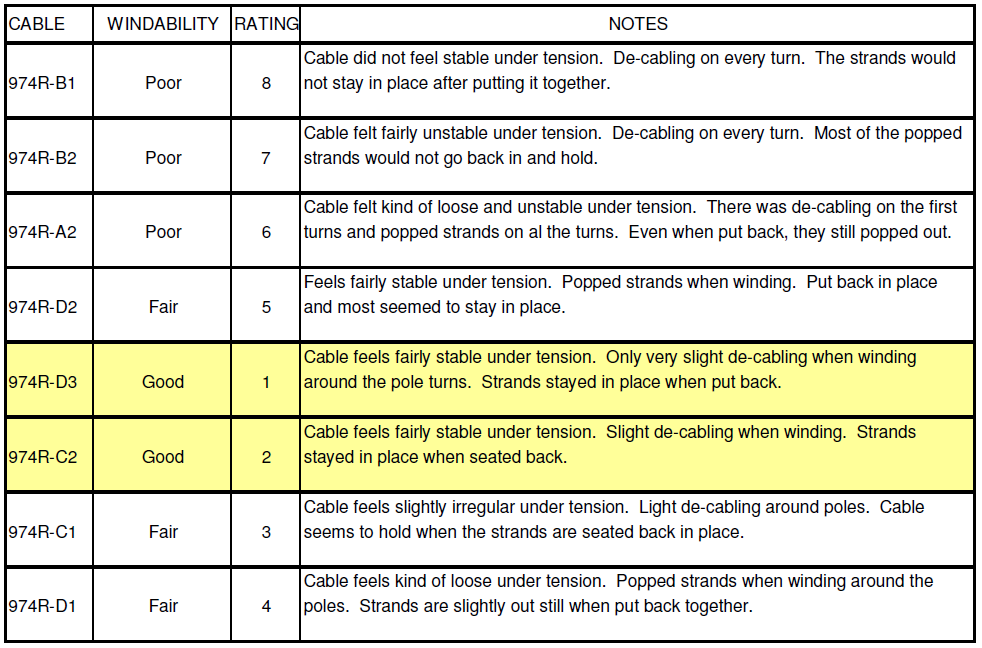 CABLE WINDABILITY RATING NOTES
Cable did not feel stable under tension. De-cabling on every turn. The strands would
974R-B1 Poor 8 not stay in place after putting it together.
Cable felt fairly unstable under tension. De-cabling on every turn. Most of the popped
974R-B2 Poor 7 strands would not go back in and hold.
Cable felt kind of loose and unstable under tension. There was de-cabling on the first
974R-A2 Poor 6 turns and popped strands on al the turns. Even when put back, they still popped out.
Feels fairly stable under tension. Popped strands when winding. Put back in place
974R-D2 Fair 5 and most seemed to stay in place.
Cable feels fairly stable under tension. Only very slight de-cabling when winding
974R-D3 Good 1 around the pole turns. Strands stayed in place when put back.
Cable feels fairly stable under tension. Slight de-cabling when winding. Strands
974R-C2 Good 2 stayed in place when seated back.
Cable feels slightly irregular under tension. Light de-cabling around poles. Cable
974R-C1 Fair 3 seems to hold when the strands are seated back in place.
Cable feels kind of loose under tension. Popped strands when winding around the
974R-D1 Fair 4 poles. Strands are slightly out still when put back together.